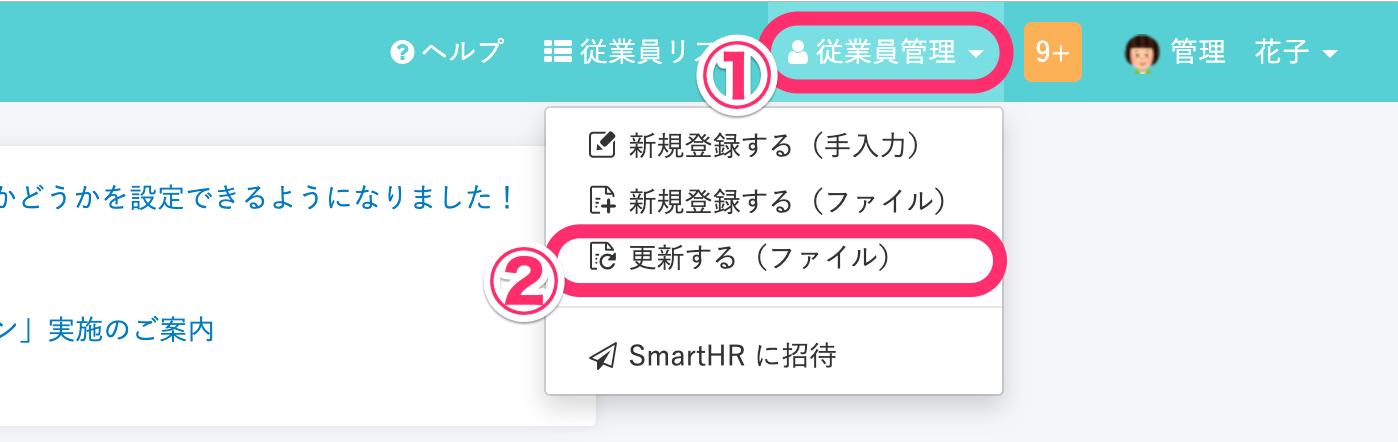 ヘルプ 従業員リス ① 従業員管理 9+ 管理 花子
新規登録する（手入力）
かどうかを設定できるようになりました！
新規登録する（ファイル）
② 更新する（ファイル）
ン」実施のご案内
SmartHR に招待